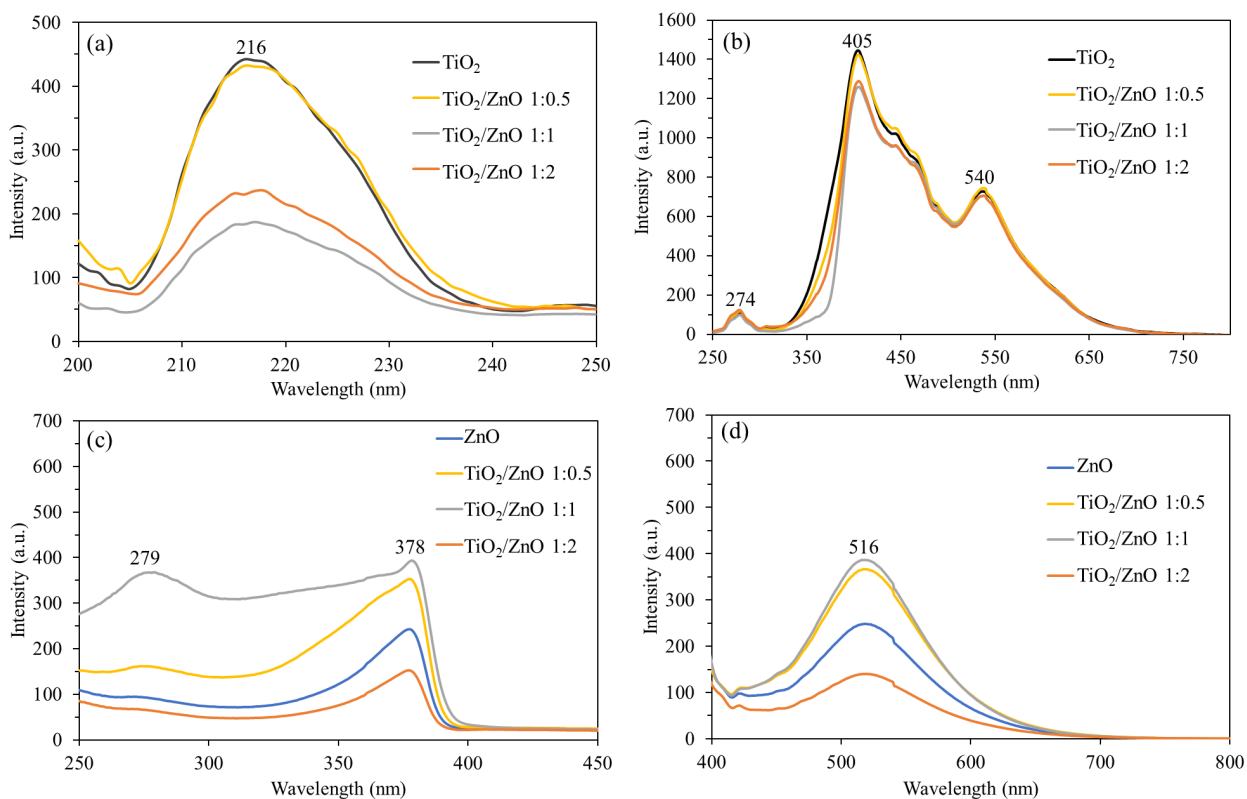 (a)
216
TiO₂
TiO₂/ZnO 1:0.5
TiO₂/ZnO 1:1
TiO₂/ZnO 1:2
Intensity (a.u.)
500
400
300
200
100
0
200 210 220 230 240 250
Wavelength (nm)
(b)
405
540
274
TiO₂
TiO₂/ZnO 1:0.5
TiO₂/ZnO 1:1
TiO₂/ZnO 1:2
Intensity (a.u.)
1600
1400
1200
1000
800
600
400
200
0
250 350 450 550 650 750
Wavelength (nm)
(c)
279
378
ZnO
TiO₂/ZnO 1:0.5
TiO₂/ZnO 1:1
TiO₂/ZnO 1:2
Intensity (a.u.)
700
600
500
400
300
200
100
0
250 300 350 400 450
Wavelength (nm)
(d)
516
ZnO
TiO₂/ZnO 1:0.5
TiO₂/ZnO 1:1
TiO₂/ZnO 1:2
Intensity (a.u.)
700
600
500
400
300
200
100
0
400 500 600 700 800
Wavelength (nm)